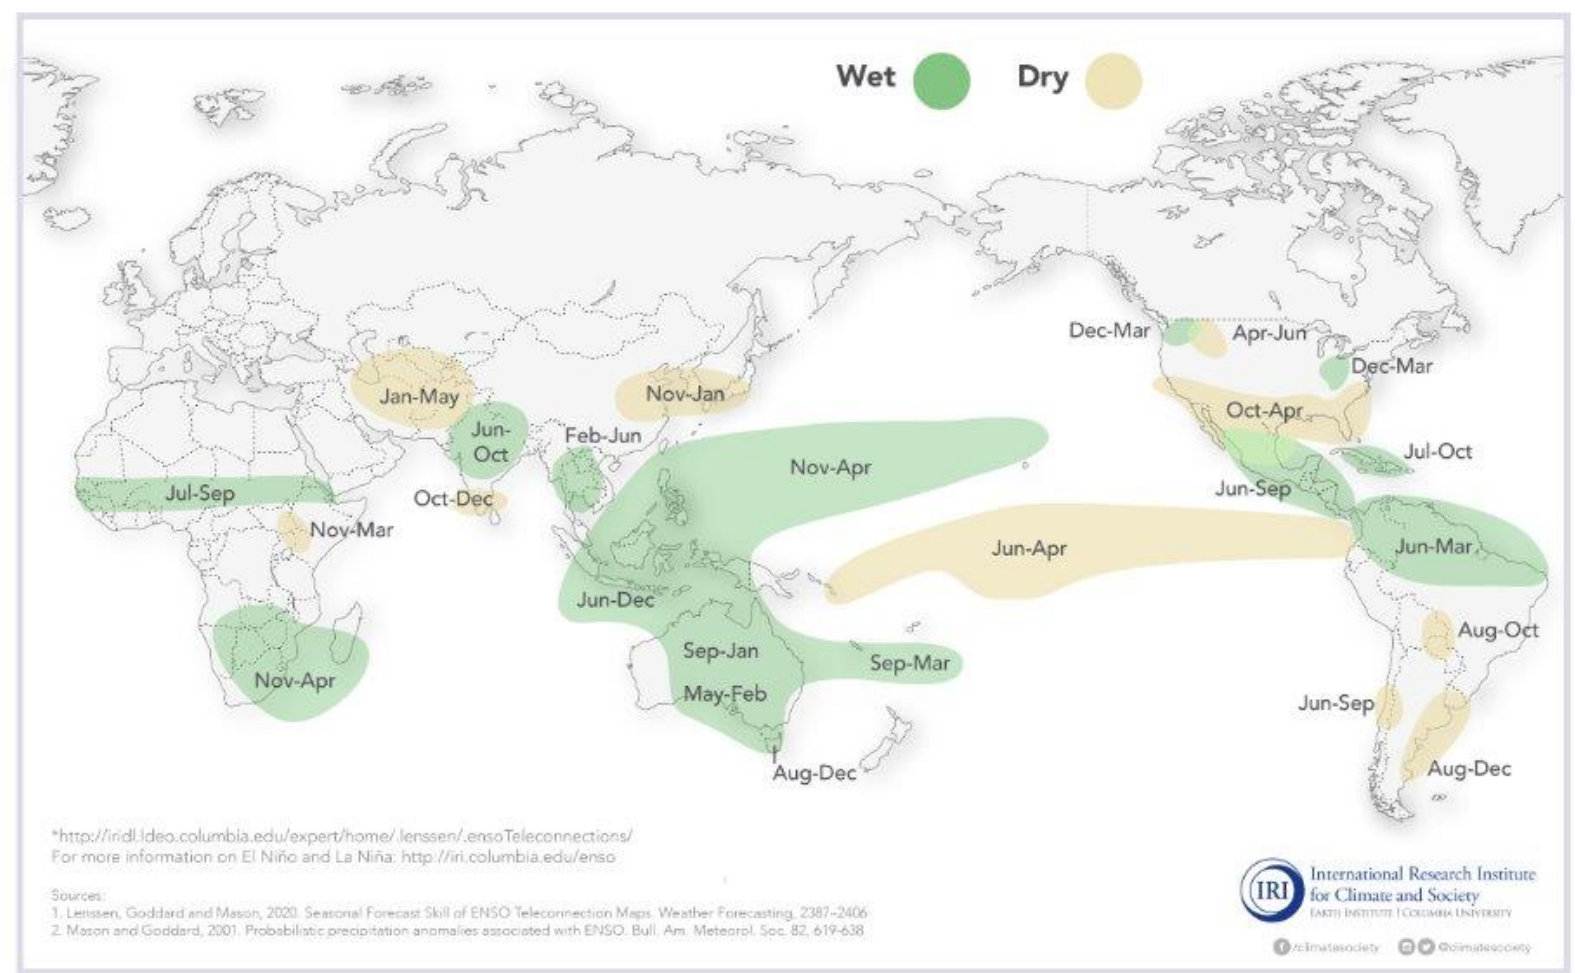 Wet
Dry
Dec-Mar
Apr-Jun
Dec-Mar
Jan-May
Nov-Jan
Oct-Apr
Jun-
Oct
Feb-Jun
Jul-Oct
Nov-Apr
Jul-Sep
Oct-Dec
Jun-Sep
Nov-Mar
Jun-Apr
Jun-Mar
Jun-Dec
Aug-Oct
Sep-Jan
Sep-Mar
Nov-Apr
May-Feb
Jun-Sep
Aug-Dec
Aug-Dec
*http://iridl.ldeo.columbia.edu/expert/home/.lenssen/.ensoTeleconnections/
For more information on El Niño and La Niña: http://iri.columbia.edu/enso
Sources:
1. Lenssen, Goddard and Mason, 2020. Seasonal Forecast Skill of ENSO Teleconnection Maps. Weather Forecasting, 2387–2406
2. Mason and Goddard, 2001. Probabilistic precipitation anomalies associated with ENSO. Bull. Am. Meteorol. Soc. 82, 619-638
IRI
International Research Institute
for Climate and Society
EARTH INSTITUTE | COLUMBIA UNIVERSITY
/climatesociety
@climatesociety